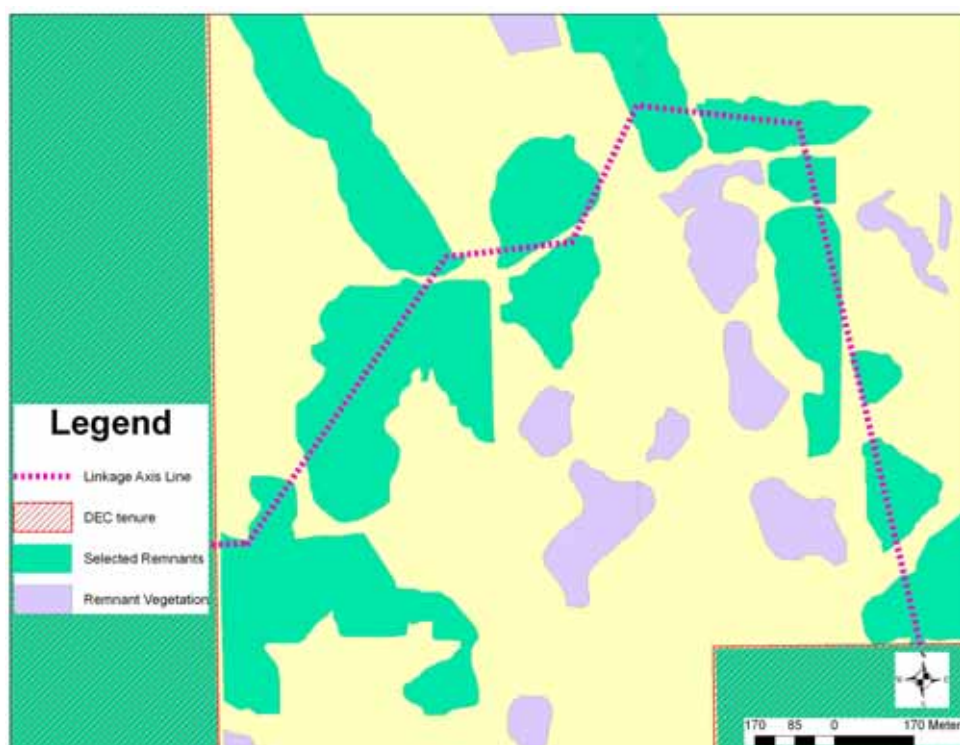 Legend
Linkage Axis Line
DEC tenure
Selected Remnants
Remnant Vegetation
N E
170 85 0 170 Meter